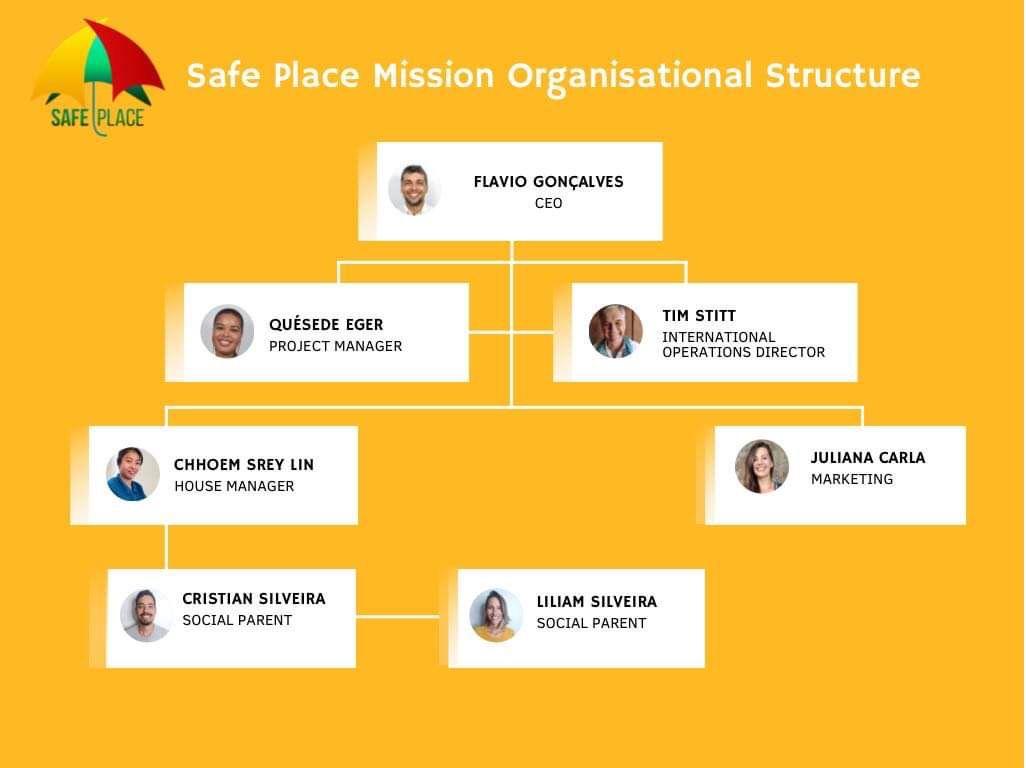 Safe Place Mission Organisational Structure
SAFE PLACE
FLAVIO GONÇALVES
CEO
QUÉSEDE EGER
PROJECT MANAGER
TIM STITT
INTERNATIONAL
OPERATIONS DIRECTOR
CHHOEM SREY LIN
HOUSE MANAGER
JULIANA CARLA
MARKETING
CRISTIAN SILVEIRA
SOCIAL PARENT
LILIAM SILVEIRA
SOCIAL PARENT